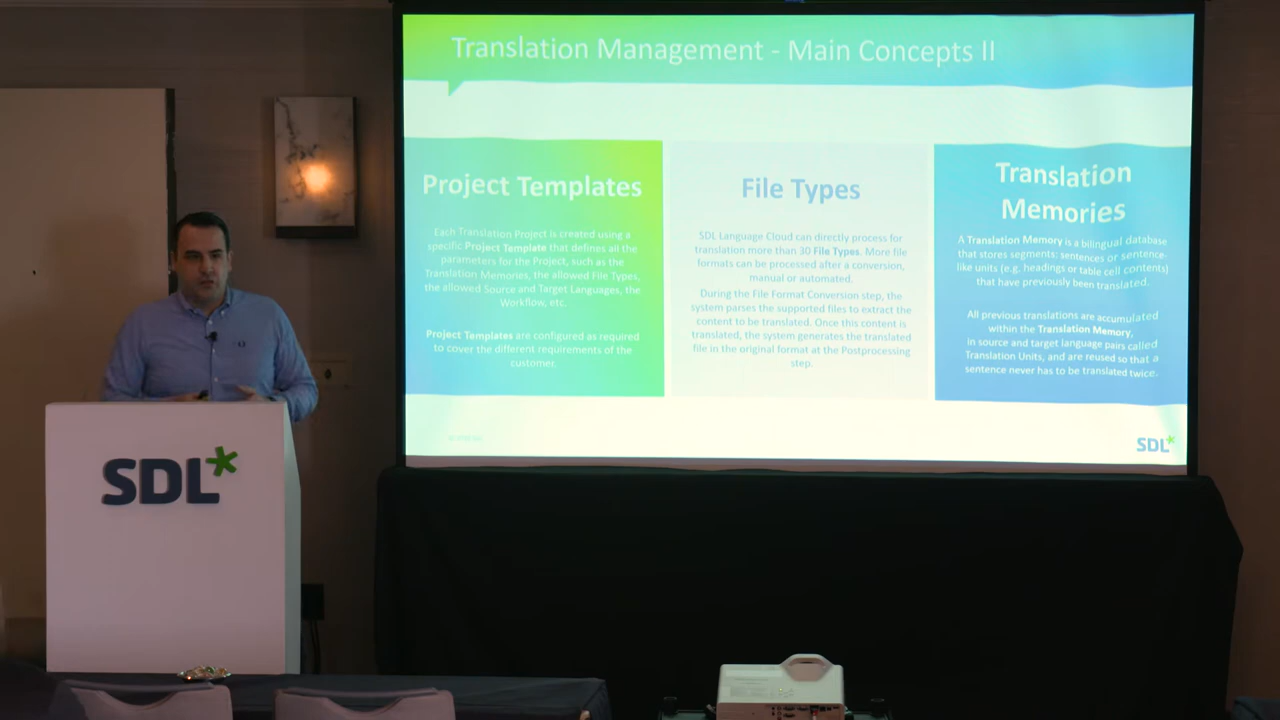 Translation Management - Main Concepts II
Project Templates
Each Translation Project is created using a
specific Project Template that defines all the
parameters for the Project, such as the
Translation Memories, the allowed File Types,
the allowed Source and Target Languages, the
Workflow, etc.
Project Templates are configured as required
to cover the different requirements of the
customer.
File Types
SDL Language Cloud can directly process for
translation more than 30 File Types. More file
formats can be processed after a conversion,
manual or automated.
During the File Format Conversion step, the
system parses the supported files to extract the
content to be translated. Once this content is
translated, the system generates the translated
file in the original format at the Postprocessing
step.
Translation
Memories
A Translation Memory is a bilingual database
that stores segments: sentences or sentence-
like units (e.g. headings or table cell contents)
that have previously been translated.
All previous translations are accumulated
within the Translation Memory,
in source and target language pairs called
Translation Units, and are reused so that a
sentence never has to be translated twice.
SDL*
SDL*